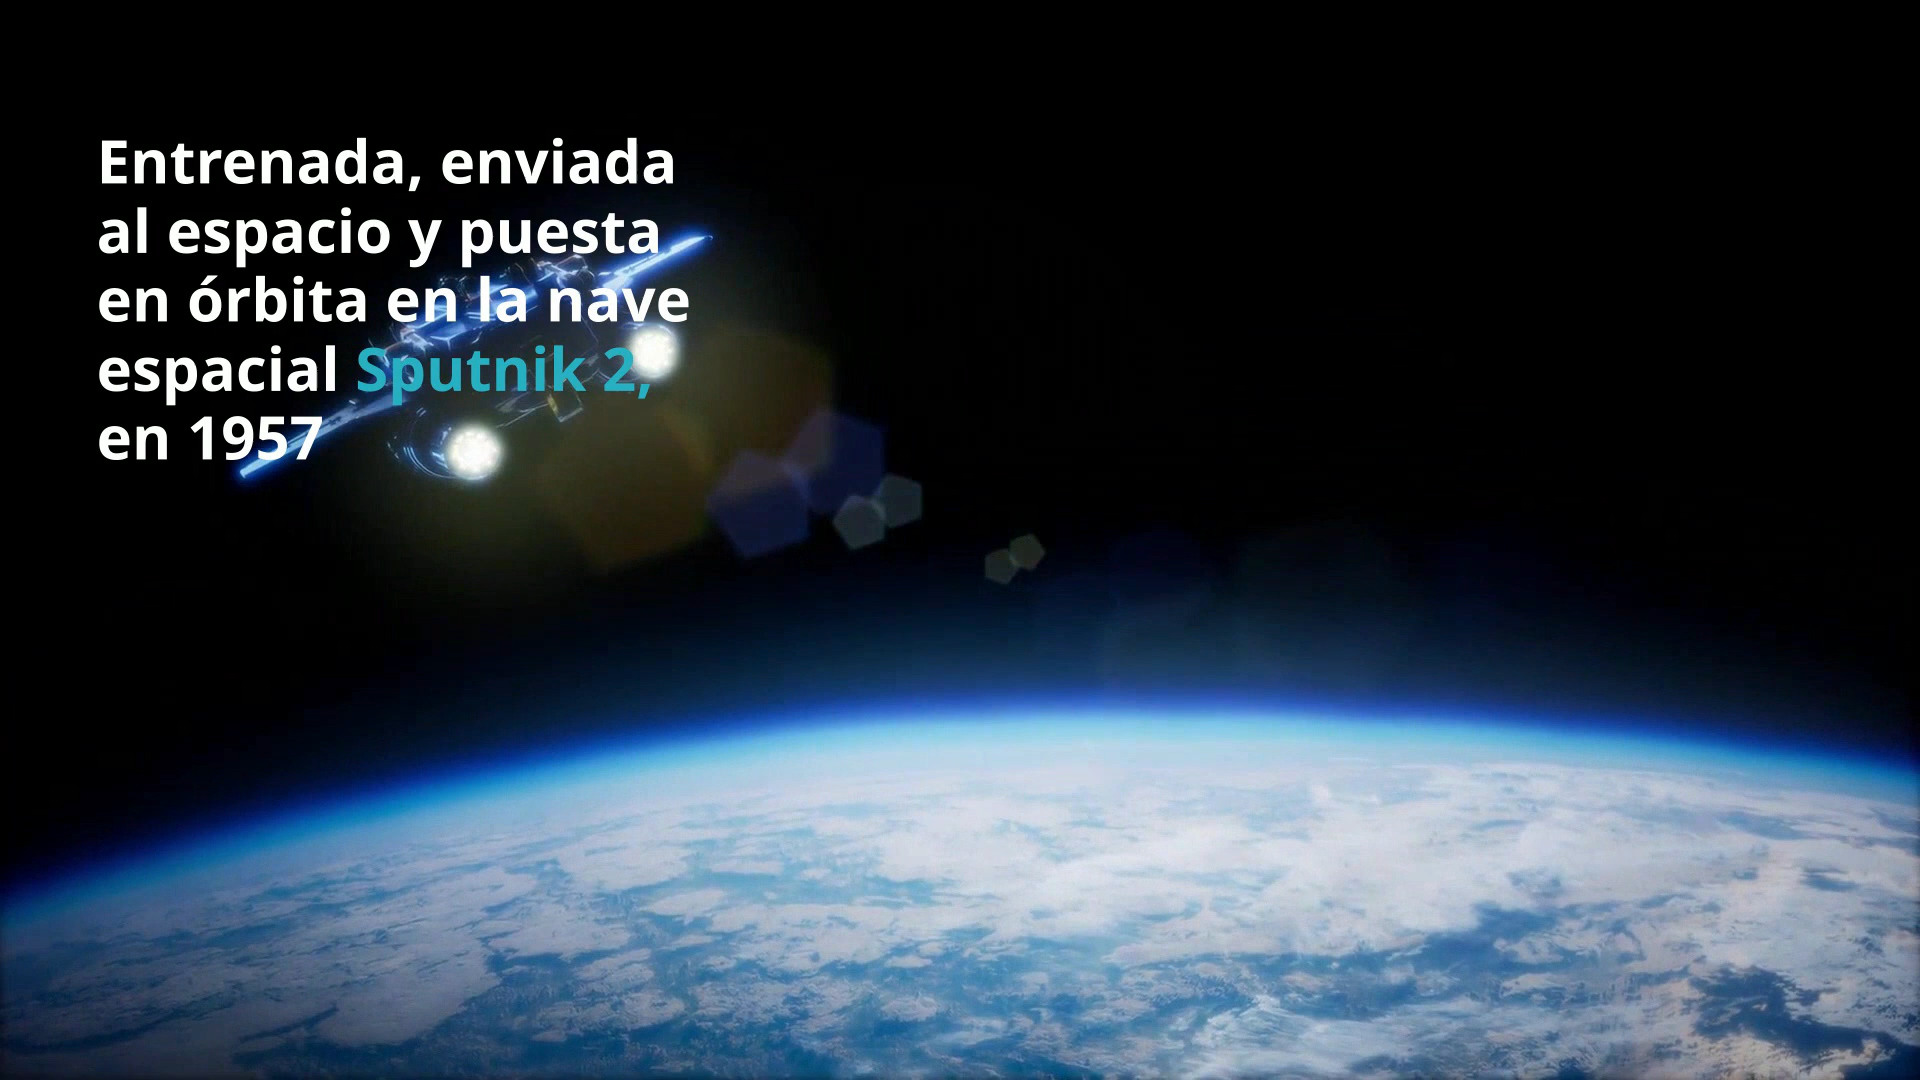 Entrenada, enviada
al espacio y puesta
en órbita en la nave
espacial Sputnik 2,
en 1957